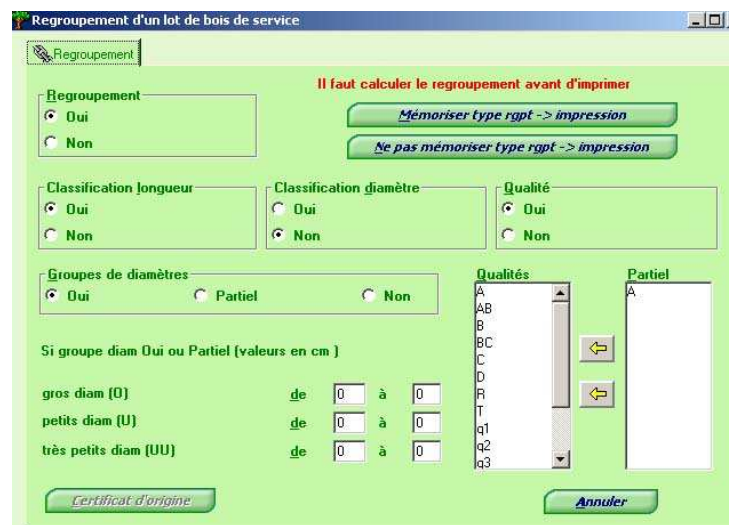 Regroupement d'un lot de bois de service
Regroupement
Il faut calculer le regroupement avant d'imprimer
Regroupement
Oui
Non
Mémoriser type rgpt -> impression
Ne pas mémoriser type rgpt -> impression
Classification longueur
Oui
Non
Classification diamètre
Oui
Non
Qualité
Oui
Non
Groupes de diamètres
Oui Partiel Non
Qualités
A
AB
B
BC
C
D
R
T
q1
q2
q3
Partiel
A
Si groupe diam Oui ou Partiel (valeurs en cm )
gros diam (O) de 0 à 0
petits diam (U) de 0 à 0
très petits diam (UU) de 0 à 0
Certificat d'origine
Annuler